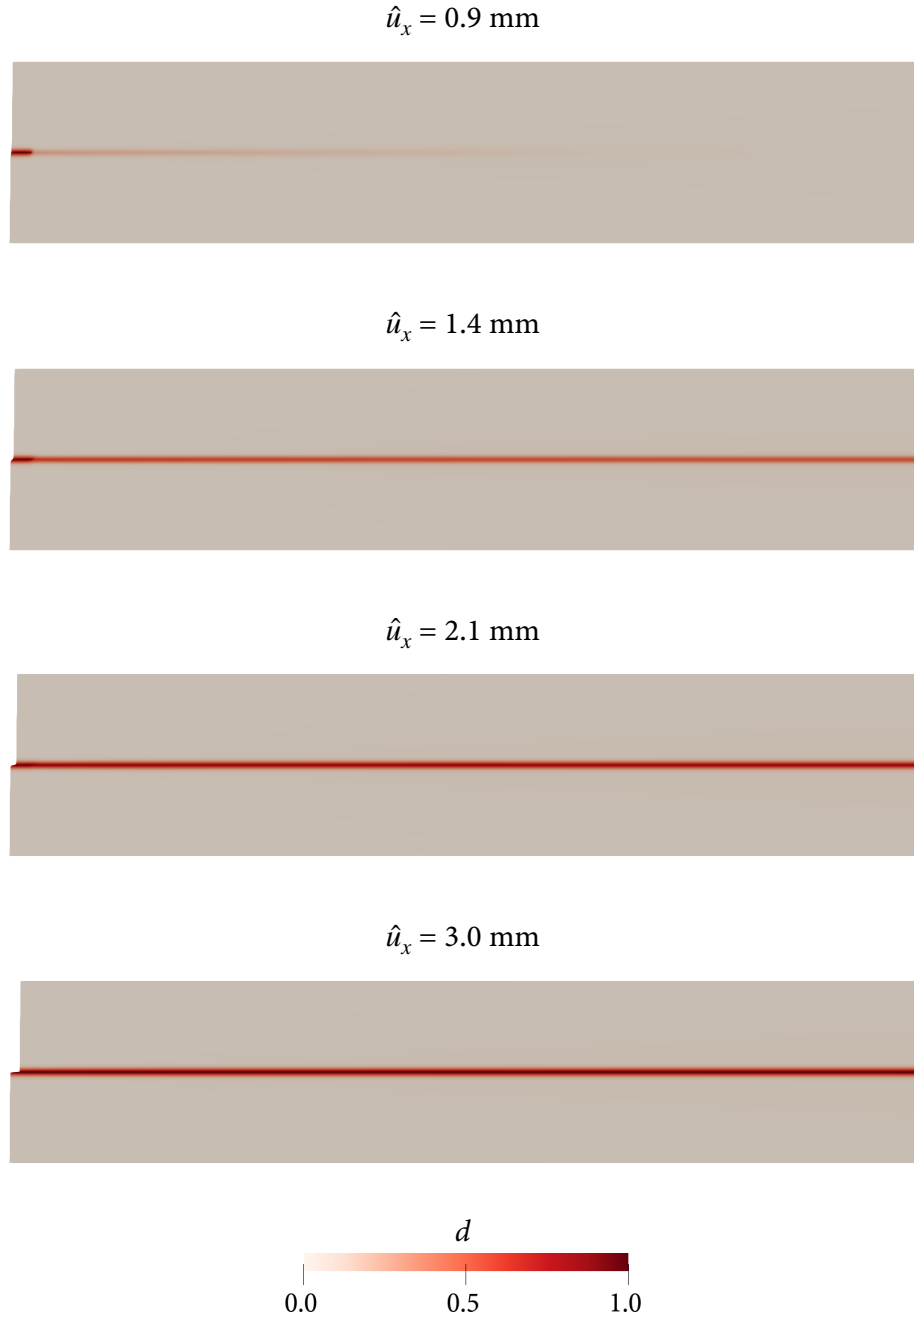 û_x = 0.9 mm
û_x = 1.4 mm
û_x = 2.1 mm
û_x = 3.0 mm
d
0.0 0.5 1.0